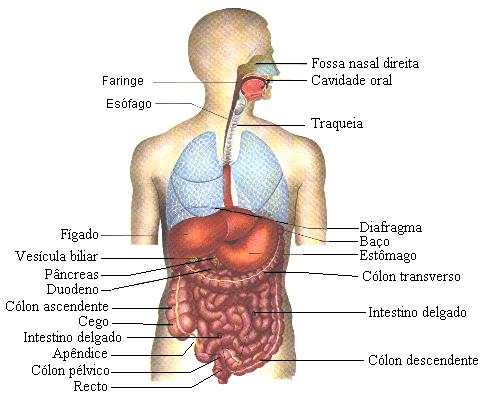 Fossa nasal direita
Faringe
Cavidade oral
Esófago
Traqueia
Diafragma
Fígado
Baço
Vesícula biliar
Estômago
Pâncreas
Cólon transverso
Duodeno
Cólon ascendente
Intestino delgado
Cego
Intestino delgado
Apêndice
Cólon descendente
Cólon pélvico
Recto